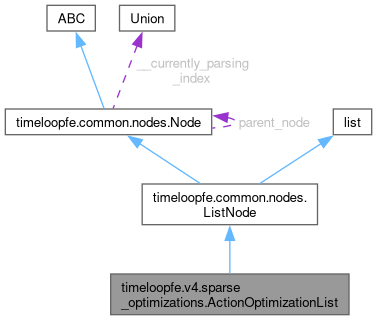 ABC
Union
__currently_parsing
_index
timeloopfe.common.nodes.Node
parent_node
list
timeloopfe.common.nodes.
ListNode
timeloopfe.v4.sparse
_optimizations.ActionOptimizationList